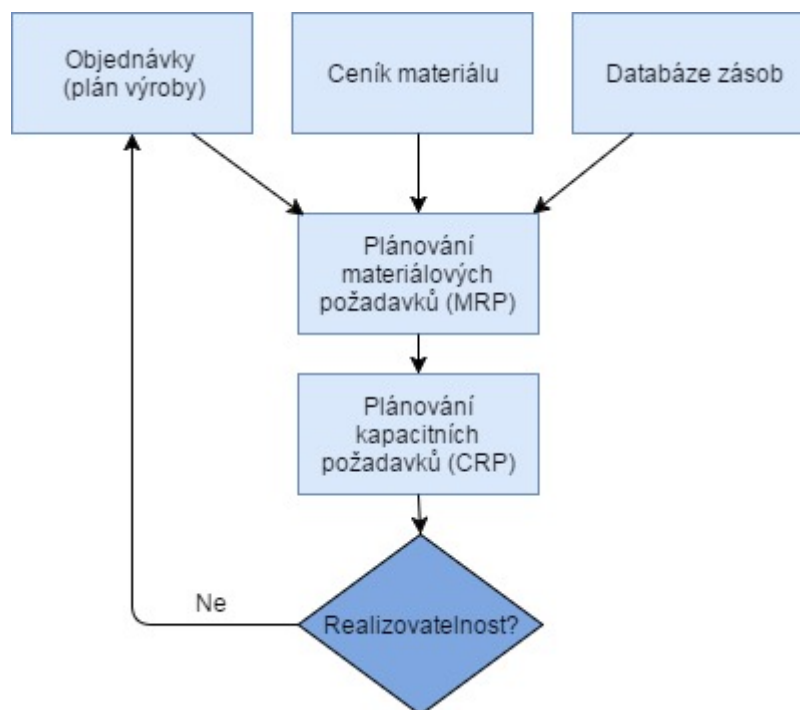 Objednávky
(plán výroby)
Ceník materiálu
Databáze zásob
Plánování
materiálových
požadavků (MRP)
Plánování
kapacitních
požadavků (CRP)
Ne
Realizovatelnost?